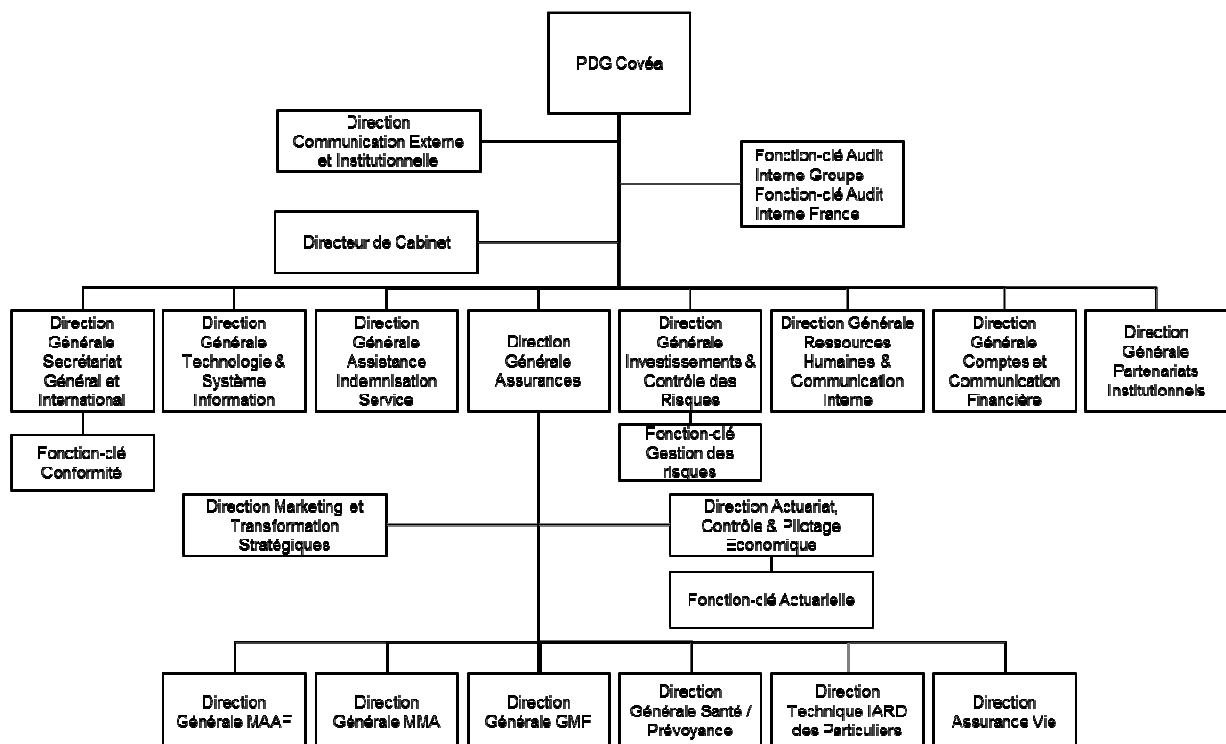 PDG Covéa
Direction
Communication Externe
et Institutionnelle
Fonction-clé Audit
Interne Groupe
Fonction-clé Audit
Interne France
Directeur de Cabinet
Direction
Générale
Secrétariat
Général et
International
Direction
Générale
Technologie &
Système
Information
Direction
Générale
Assistance
Indemnisation
Service
Direction
Générale
Assurances
Direction
Générale
Investissements &
Contrôle des
Risques
Direction Générale
Ressources
Humaines &
Communication
Interne
Direction
Générale
Comptes et
Communication
Financière
Direction
Générale
Partenariats
Institutionnels
Fonction-clé
Conformité
Fonction-clé
Gestion des
risques
Direction Marketing et
Transformation
Stratégiques
Direction Actuariat,
Contrôle & Pilotage
Economique
Fonction-clé Actuarielle
Direction
Générale MAAF
Direction
Générale MMA
Direction
Générale GMF
Direction
Générale Santé /
Prévoyance
Direction
Technique IARD
des Particuliers
Direction
Assurance Vie